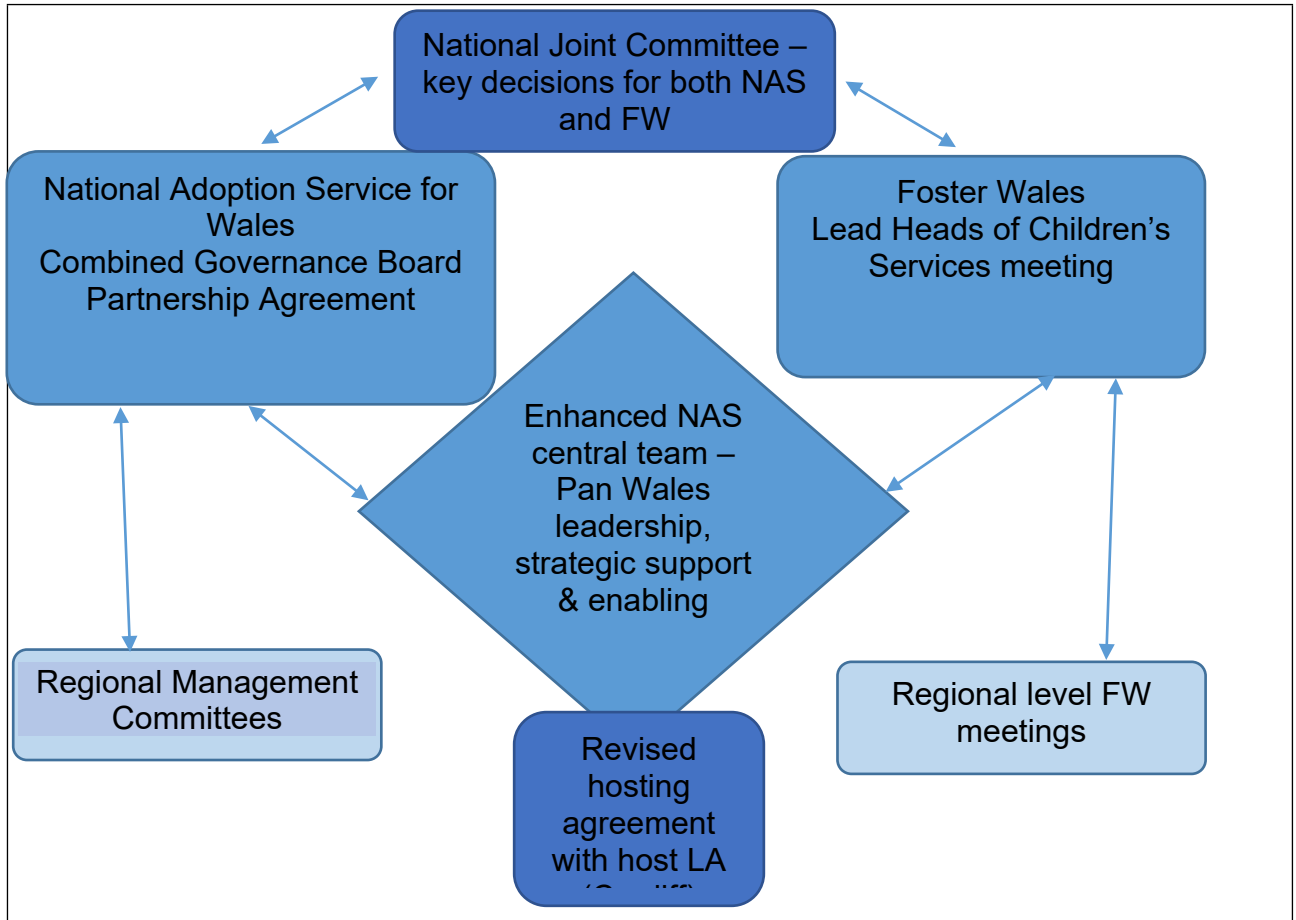 National Joint Committee –
key decisions for both NAS
and FW
National Adoption Service for
Wales
Combined Governance Board
Partnership Agreement
Foster Wales
Lead Heads of Children's
Services meeting
Enhanced NAS
central team –
Pan Wales
leadership,
strategic support
& enabling
Regional Management
Committees
Regional level FW
meetings
Revised
hosting
agreement
with host LA